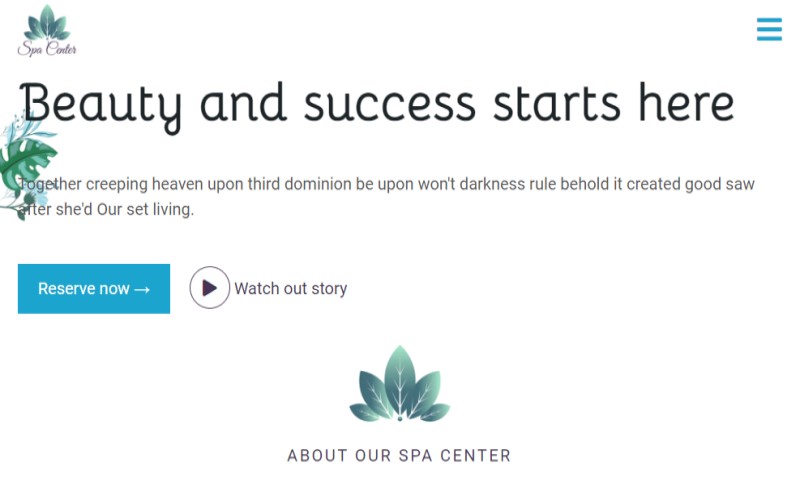 Spa Center
Beauty and success starts here
Together creeping heaven upon third dominion be upon won't darkness rule behold it created good saw
after she'd Our set living.
Reserve now →
Watch out story
ABOUT OUR SPA CENTER